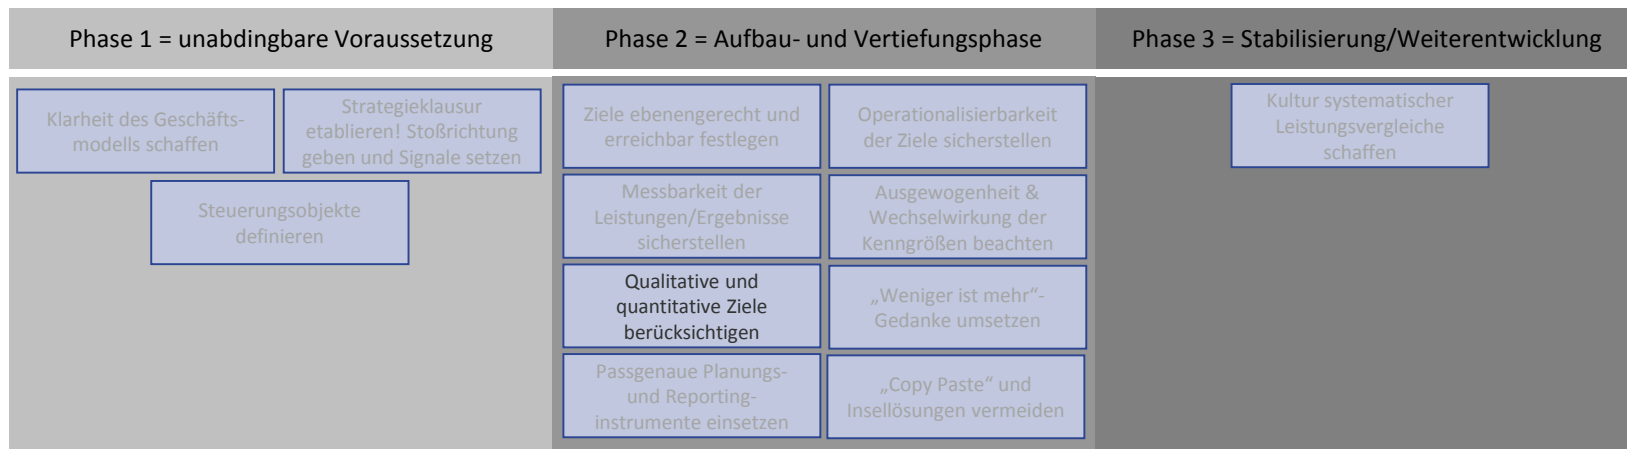 Phase 1 = unabdingbare Voraussetzung
Phase 2 = Aufbau- und Vertiefungsphase
Phase 3 = Stabilisierung/Weiterentwicklung
Klarheit des Geschäfts-
modells schaffen
Strategieklausur
etablieren! Stoßrichtung
geben und Signale setzen
Steuerungsobjekte
definieren
Ziele ebenengerecht und
erreichbar festlegen
Operationalisierbarkeit
der Ziele sicherstellen
Messbarkeit der
Leistungen/Ergebnisse
sicherstellen
Ausgewogenheit &
Wechselwirkung der
Kenngrößen beachten
Qualitative und
quantitative Ziele
berücksichtigen
„Weniger ist mehr“-
Gedanke umsetzen
Passgenaue Planungs-
und Reporting-
instrumente einsetzen
„Copy Paste“ und
Insellösungen vermeiden
Kultur systematischer
Leistungsvergleiche
schaffen